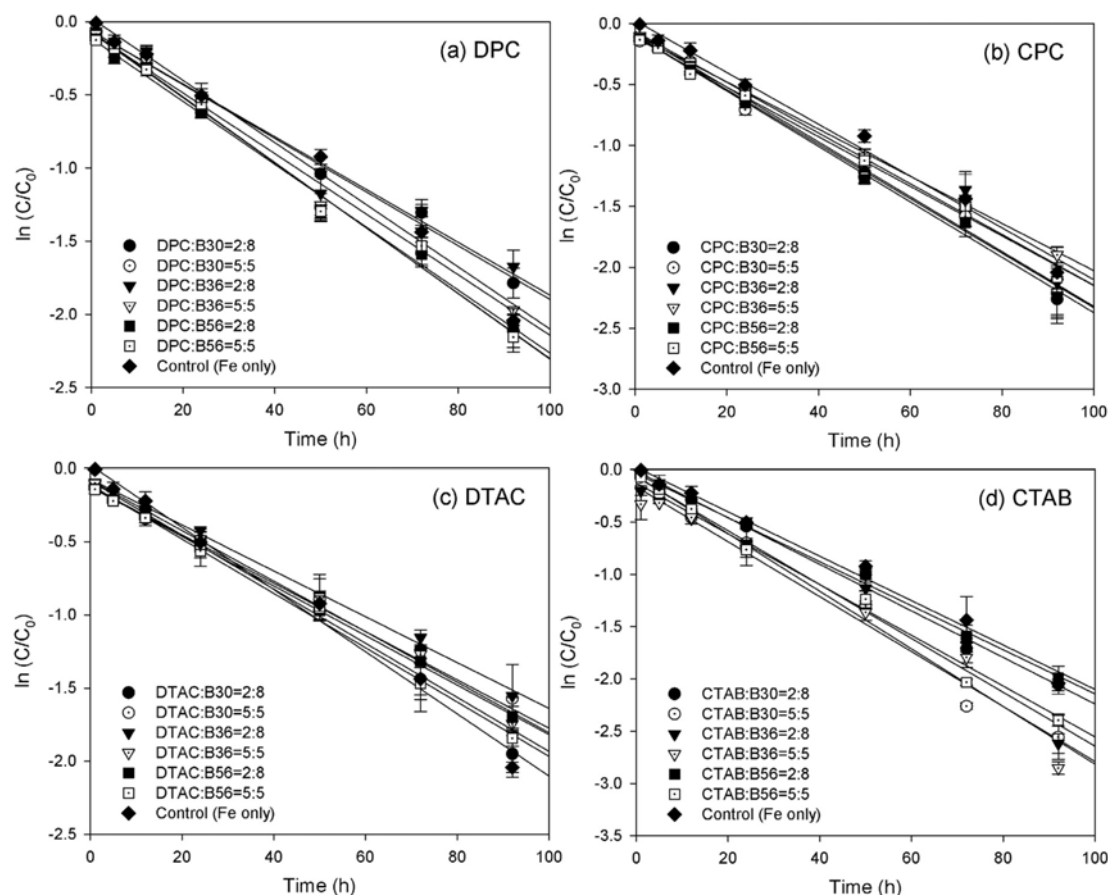 (a) DPC
ln (C/C₀)
0.0
-0.5
-1.0
-1.5
-2.0
-2.5
DPC:B30=2:8
DPC:B30=5:5
DPC:B36=2:8
DPC:B36=5:5
DPC:B56=2:8
DPC:B56=5:5
Control (Fe only)
0 20 40 60 80 100
Time (h)
(b) CPC
ln (C/C₀)
0.0
-0.5
-1.0
-1.5
-2.0
-2.5
-3.0
CPC:B30=2:8
CPC:B30=5:5
CPC:B36=2:8
CPC:B36=5:5
CPC:B56=2:8
CPC:B56=5:5
Control (Fe only)
0 20 40 60 80 100
Time (h)
(c) DTAC
ln (C/C₀)
0.0
-0.5
-1.0
-1.5
-2.0
-2.5
DTAC:B30=2:8
DTAC:B30=5:5
DTAC:B36=2:8
DTAC:B36=5:5
DTAC:B56=2:8
DTAC:B56=5:5
Control (Fe only)
0 20 40 60 80 100
Time (h)
(d) CTAB
ln (C/C₀)
0.0
-0.5
-1.0
-1.5
-2.0
-2.5
-3.0
-3.5
CTAB:B30=2:8
CTAB:B30=5:5
CTAB:B36=2:8
CTAB:B36=5:5
CTAB:B56=2:8
CTAB:B56=5:5
Control (Fe only)
0 20 40 60 80 100
Time (h)